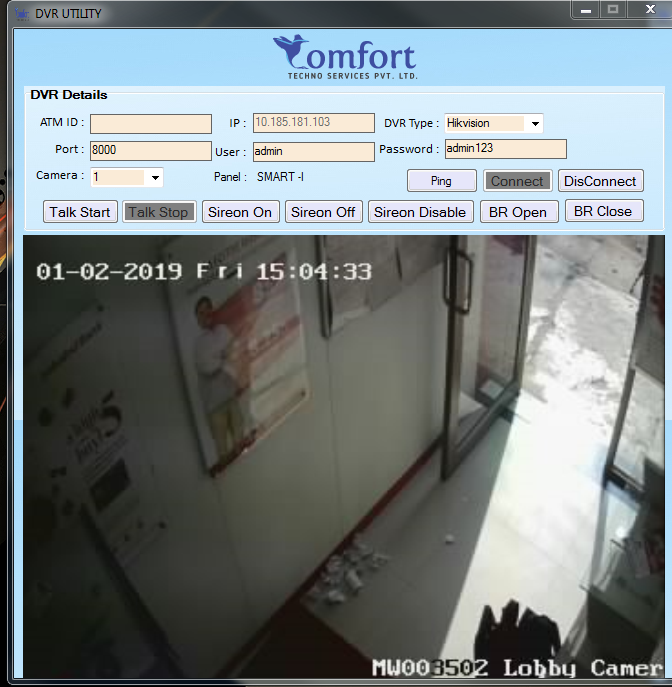 DVR UTILITY
Comfort
TECHNO SERVICES PVT. LTD.
DVR Details
ATM ID : IP : 10.185.181.103 DVR Type : Hikvision
Port : 8000 User : admin Password : admin123
Camera : 1 Panel : SMART -I Ping Connect DisConnect
Talk Start Talk Stop Sireon On Sireon Off Sireon Disable BR Open BR Close
01-02-2019 Fri 15:04:33
5
MW003502 Lobby Camer